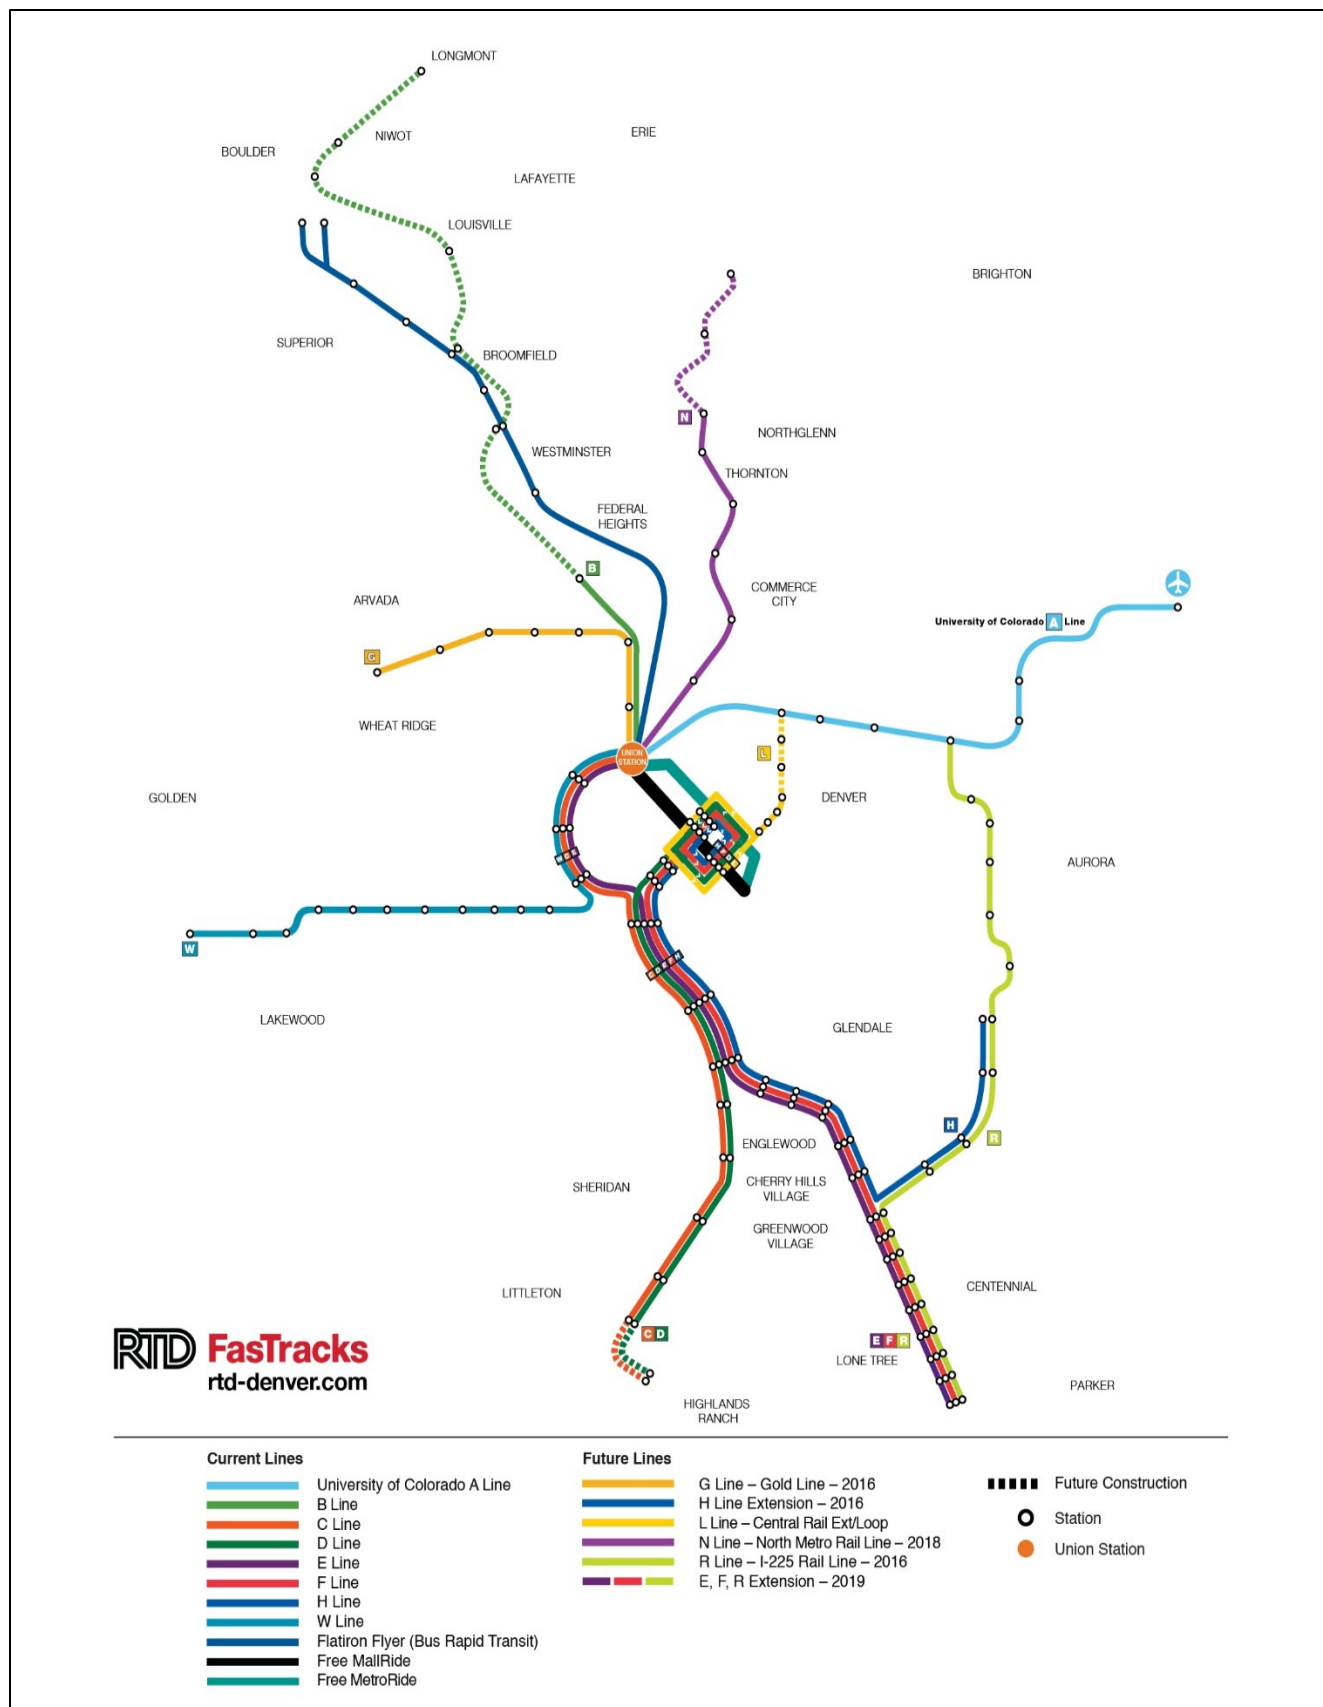 LONGMONT
NIWOT
ERIE
BOULDER
LAFAYETTE
LOUISVILLE
BRIGHTON
SUPERIOR
BROOMFIELD
N
NORTHGLENN
WESTMINSTER
THORNTON
FEDERAL
HEIGHTS
B
COMMERCE
CITY
ARVADA
University of Colorado A Line
G
WHEAT RIDGE
UNION
STATION
L
GOLDEN
DENVER
AURORA
W
LAKEWOOD
GLENDALE
H
R
ENGLEWOOD
SHERIDAN
CHERRY HILLS
VILLAGE
GREENWOOD
VILLAGE
LITTLETON
CENTENNIAL
C D
E F R
LONE TREE
PARKER
HIGHLANDS
RANCH
RTD FasTracks
rtd-denver.com
Current Lines
University of Colorado A Line
B Line
C Line
D Line
E Line
F Line
H Line
W Line
Flatiron Flyer (Bus Rapid Transit)
Free MallRide
Free MetroRide
Future Lines
G Line – Gold Line – 2016
H Line Extension – 2016
L Line – Central Rail Ext/Loop
N Line – North Metro Rail Line – 2018
R Line – I-225 Rail Line – 2016
E, F, R Extension – 2019
Future Construction
Station
Union Station